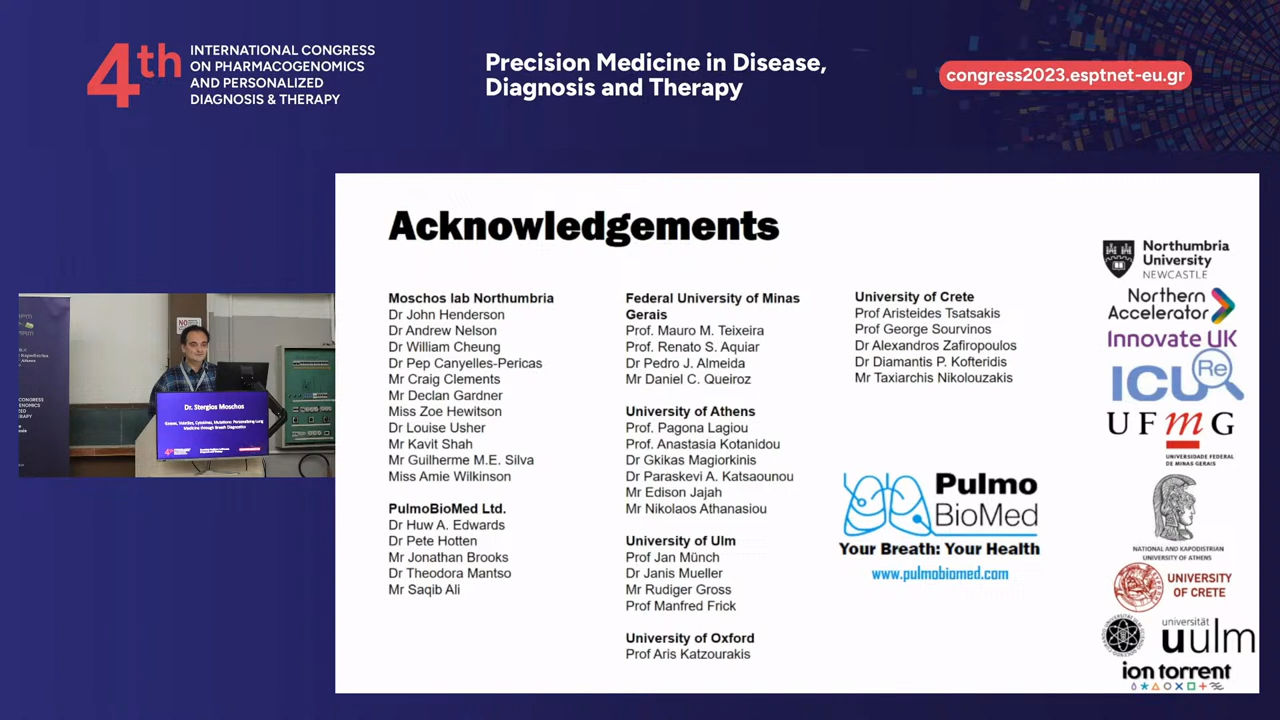 4th
INTERNATIONAL CONGRESS
ON PHARMACOGENOMICS
AND PERSONALIZED
DIAGNOSIS & THERAPY
Precision Medicine in Disease,
Diagnosis and Therapy
congress2023.esptnet-eu.gr
Acknowledgements
Moschos lab Northumbria
Dr John Henderson
Dr Andrew Nelson
Dr William Cheung
Dr Pep Canyelles-Pericas
Mr Craig Clements
Mr Declan Gardner
Miss Zoe Hewitson
Dr Louise Usher
Mr Kavit Shah
Mr Guilherme M.E. Silva
Miss Amie Wilkinson
PulmoBioMed Ltd.
Dr Huw A. Edwards
Dr Pete Hotten
Mr Jonathan Brooks
Dr Theodora Mantso
Mr Saqib Ali
Federal University of Minas
Gerais
Prof. Mauro M. Teixeira
Prof. Renato S. Aquiar
Dr Pedro J. Almeida
Mr Daniel C. Queiroz
University of Athens
Prof. Pagona Lagiou
Prof. Anastasia Kotanidou
Dr Gkikas Magiorkinis
Dr Paraskevi A. Katsaounou
Mr Edison Jajah
Mr Nikolaos Athanasiou
University of Ulm
Prof Jan Münch
Dr Janis Mueller
Mr Rudiger Gross
Prof Manfred Frick
University of Oxford
Prof Aris Katzourakis
University of Crete
Prof Aristeides Tsatsakis
Prof George Sourvinos
Dr Alexandros Zafiropoulos
Dr Diamantis P. Kofteridis
Mr Taxiarchis Nikolouzakis
Pulmo
BioMed
Your Breath: Your Health
www.pulmobiomed.com
Northumbria
University
NEWCASTLE
Northern
Accelerator
Innovate UK
ICU Re
UFmG
UNIVERSIDADE FEDERAL
DE MINAS GERAIS
NATIONAL AND KAPODISTRIAN
UNIVERSITY OF ATHENS
UNIVERSITY
OF CRETE
universität
uulm
ion torrent
Dr. Stergios Moschos
Medicine through Breath Diagnostics
NO
CONGRESS